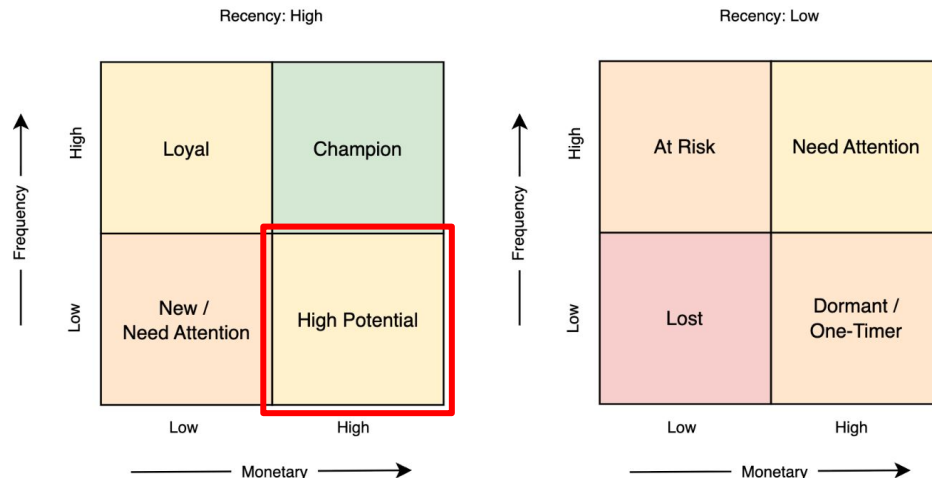 Recency: High
Frequency
High
Low
Loyal
Champion
New /
Need Attention
High Potential
Low
High
Monetary
Recency: Low
Frequency
High
Low
At Risk
Need Attention
Lost
Dormant /
One-Timer
Low
High
Monetary